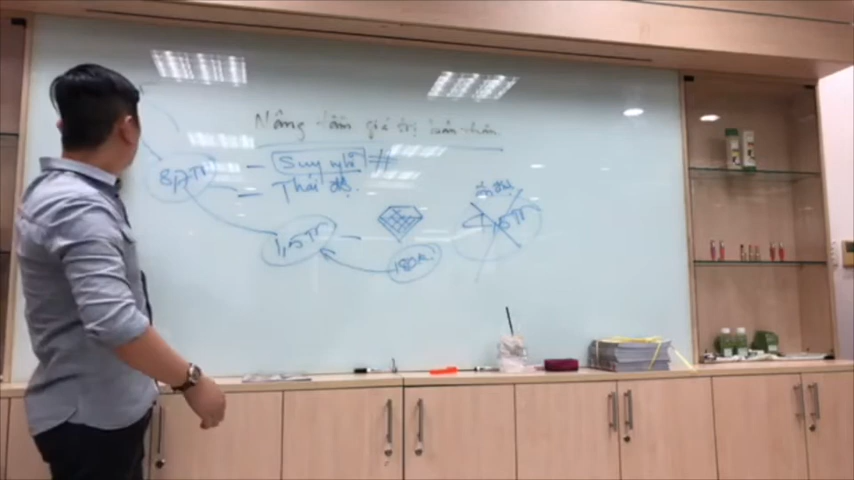 Nâng tầm giá trị bản thân
- Suy nghĩ #
- Thái độ.
8,7Tr
1,5Tr -
180k